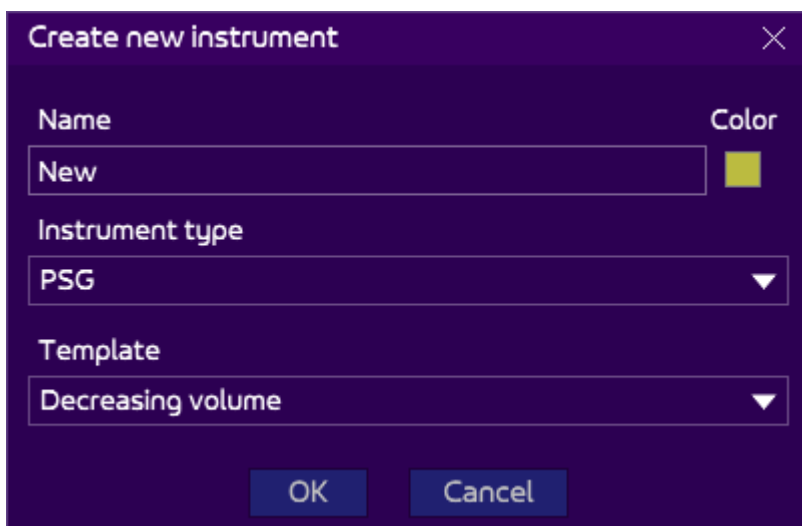 Create new instrument
Name Color
New
Instrument type
PSG
Template
Decreasing volume
OK Cancel